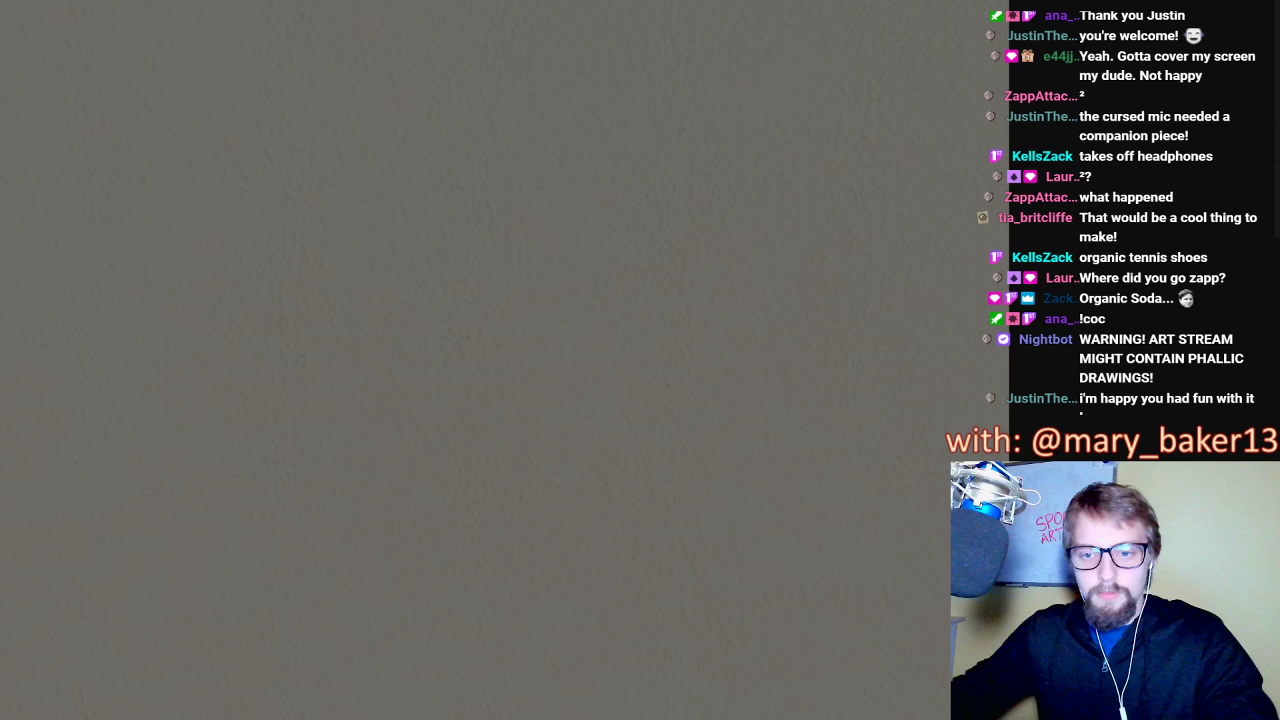 ana_..Thank you Justin
JustinThe...you're welcome!
e44jj..Yeah. Gotta cover my screen
my dude. Not happy
ZappAttac...²
JustinThe...the cursed mic needed a
companion piece!
KellsZack takes off headphones
Laur..²?
ZappAttac...what happened
tia_britcliffe That would be a cool thing to
make!
KellsZack organic tennis shoes
Laur..Where did you go zapp?
Zack.Organic Soda...
ana_..!coc
Nightbot WARNING! ART STREAM
MIGHT CONTAIN PHALLIC
DRAWINGS!
JustinThe...i'm happy you had fun with it
with: @mary_baker13
SPO
ART